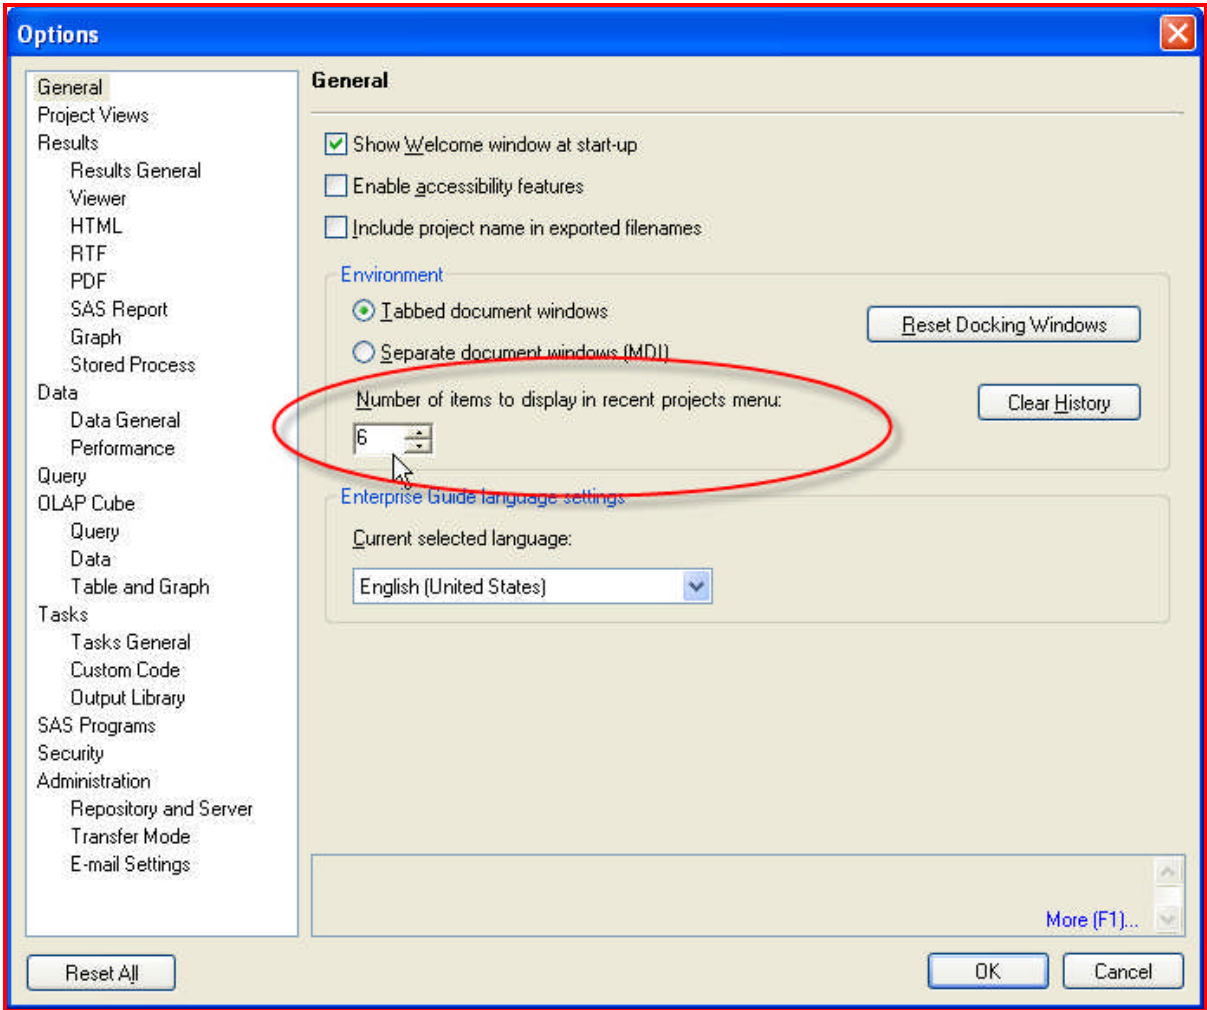 Options
General
Project Views
Results
Results General
Viewer
HTML
RTF
PDF
SAS Report
Graph
Stored Process
Data
Data General
Performance
Query
OLAP Cube
Query
Data
Table and Graph
Tasks
Tasks General
Custom Code
Output Library
SAS Programs
Security
Administration
Repository and Server
Transfer Mode
E-mail Settings
General
Show Welcome window at start-up
Enable accessibility features
Include project name in exported filenames
Environment
Tabbed document windows
Reset Docking Windows
Separate document windows (MDI)
Number of items to display in recent projects menu:
Clear History
6
Enterprise Guide language settings
Current selected language:
English (United States)
More (F1)...
Reset All
OK
Cancel